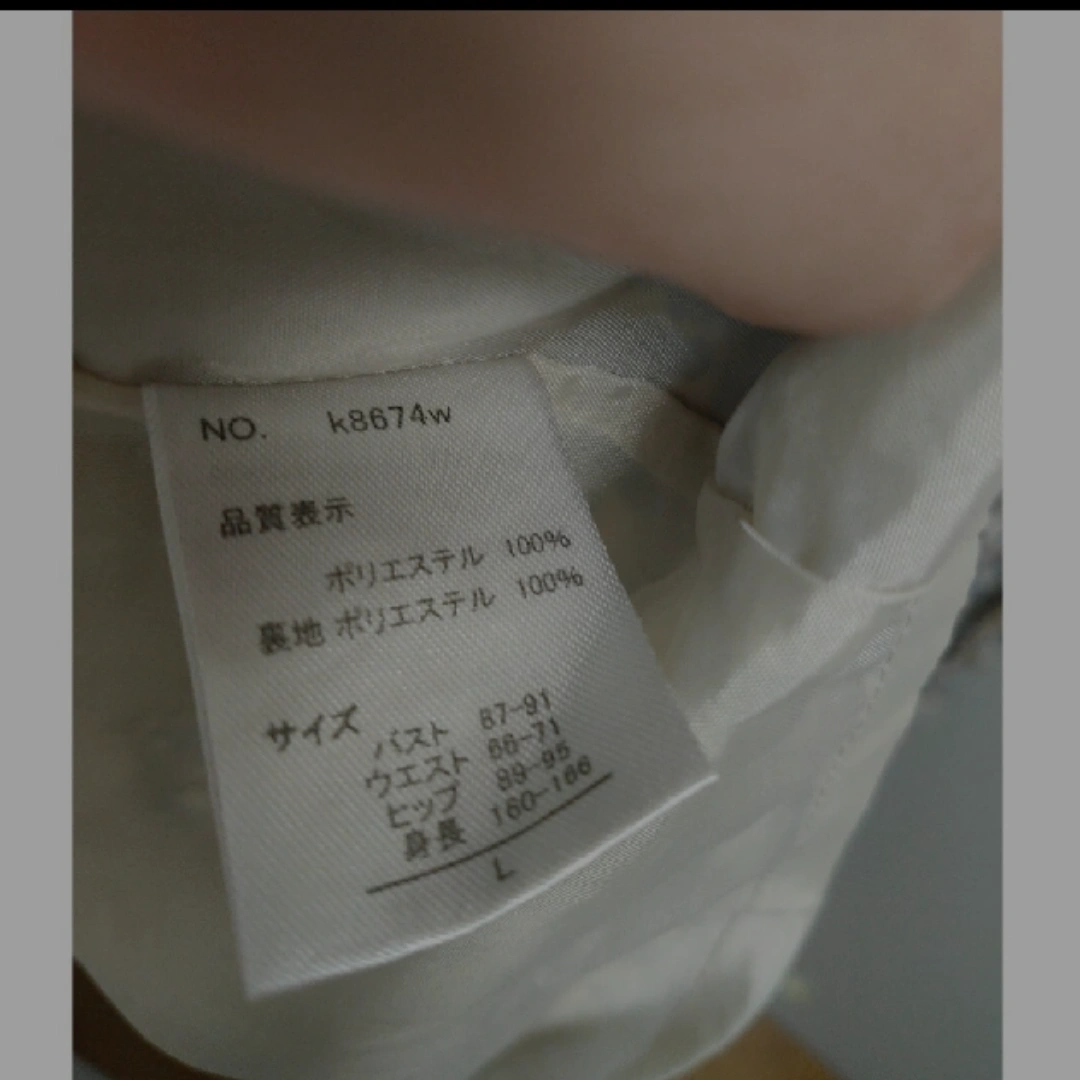 NO. k8674w
品質表示
ポリエステル 100%
裏地 ポリエステル 100%
サイズ
バスト 87-91
ウエスト 66-71
ヒップ 89-95
身長 160-166
L